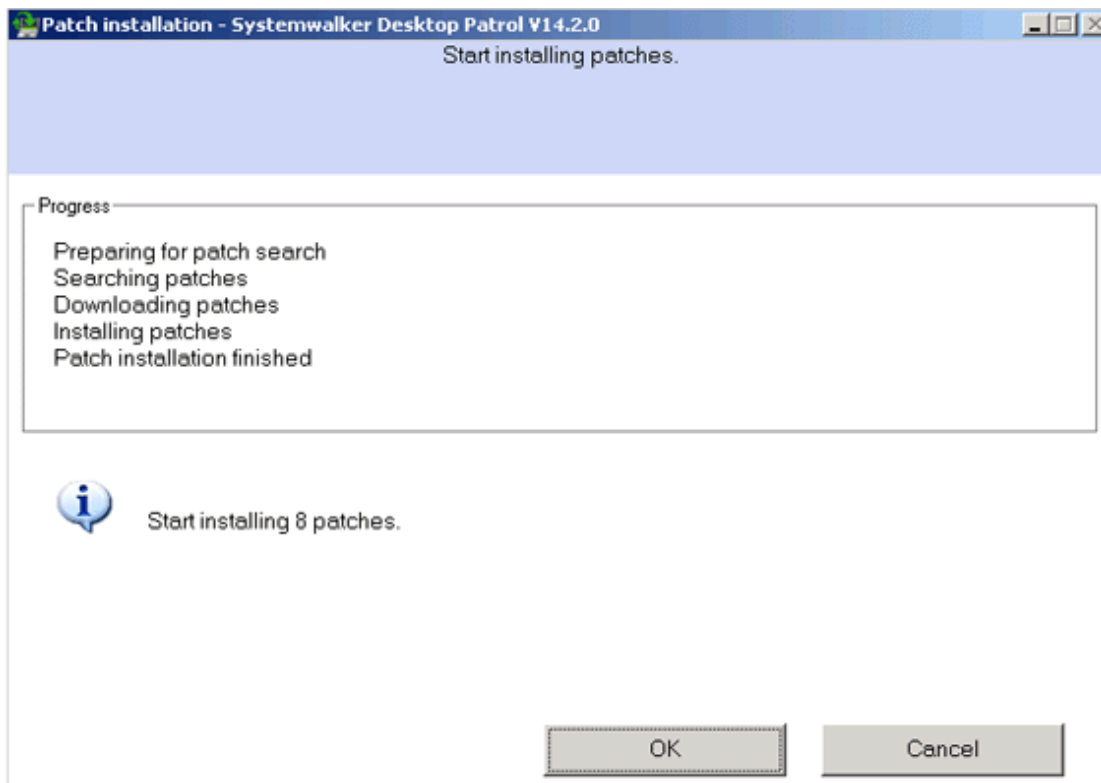 Patch installation - Systemwalker Desktop Patrol V14.2.0
Start installing patches.
Progress
Preparing for patch search
Searching patches
Downloading patches
Installing patches
Patch installation finished
Start installing 8 patches.
OK
Cancel